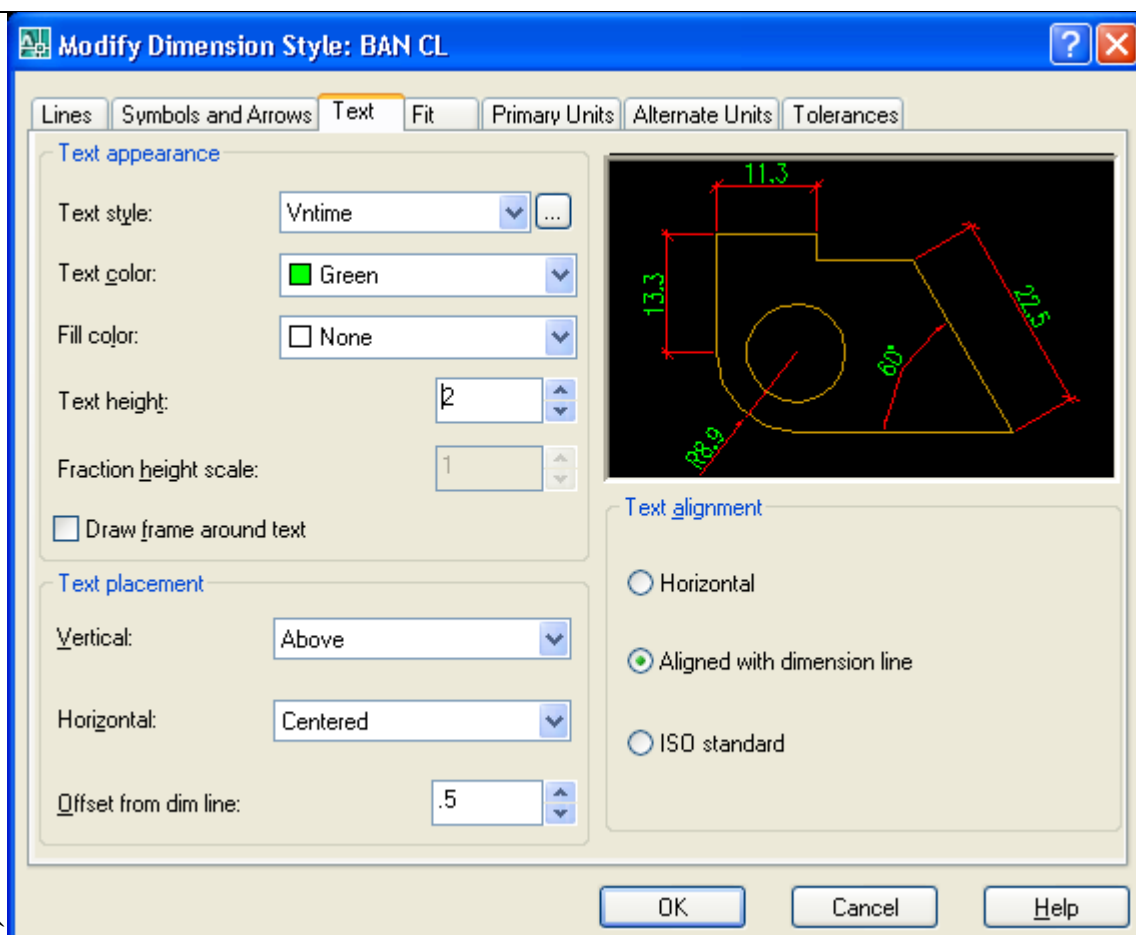 Modify Dimension Style: BAN CL
Lines Symbols and Arrows Text Fit Primary Units Alternate Units Tolerances
Text appearance
Text style: Vntime ...
Text color: Green
Fill color: None
Text height: 2
Fraction height scale: 1
Draw frame around text
11,3
13,3
22,5
60°
R8,9
Text placement
Vertical: Above
Horizontal: Centered
Offset from dim line: .5
Text alignment
Horizontal
Aligned with dimension line
ISO standard
OK Cancel Help